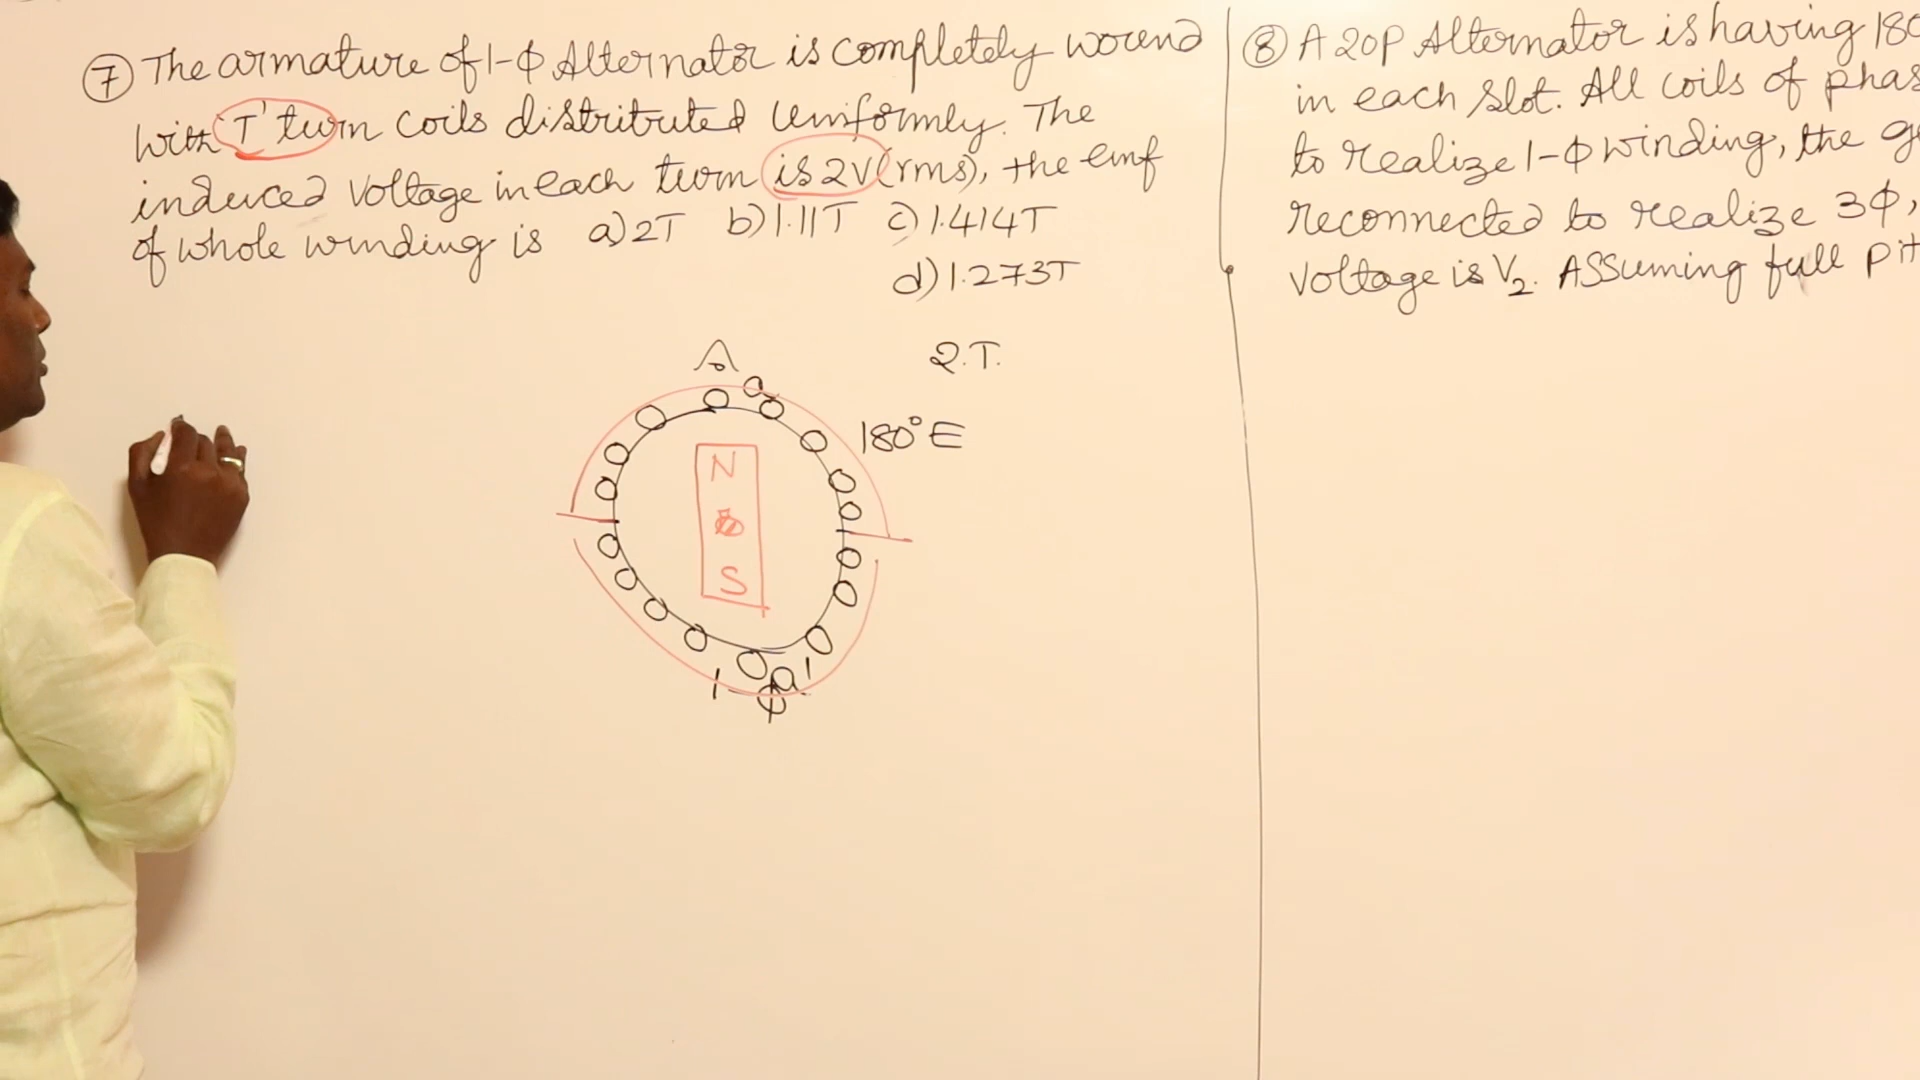 ⑦ The armature of 1-φ Alternator is completely wound
with 'T' turn coils distributed uniformly. The
induced voltage in each turn is 2V (rms), the emf
of whole winding is a) 2T b) 1.11T c) 1.414T
d) 1.273T
A
2.T.
180°E
N
S
a'
1-φ
⑧ A 20P Alternator is having 180
in each slot. All coils of phas
to realize 1-φ winding, the ge
reconnected to realize 3φ,
voltage is V₂. Assuming full pit